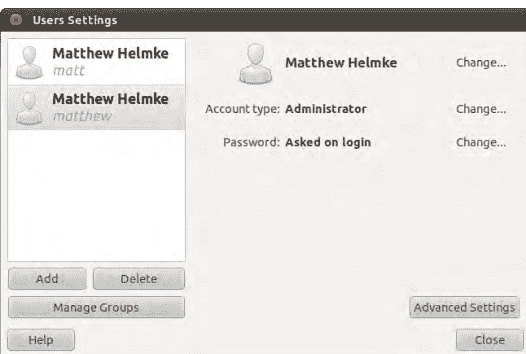 Users Settings
Matthew Helmke
matt
Matthew Helmke
matthew
Matthew Helmke Change...
Account type: Administrator Change...
Password: Asked on login Change...
Add Delete
Manage Groups Advanced Settings
Help Close